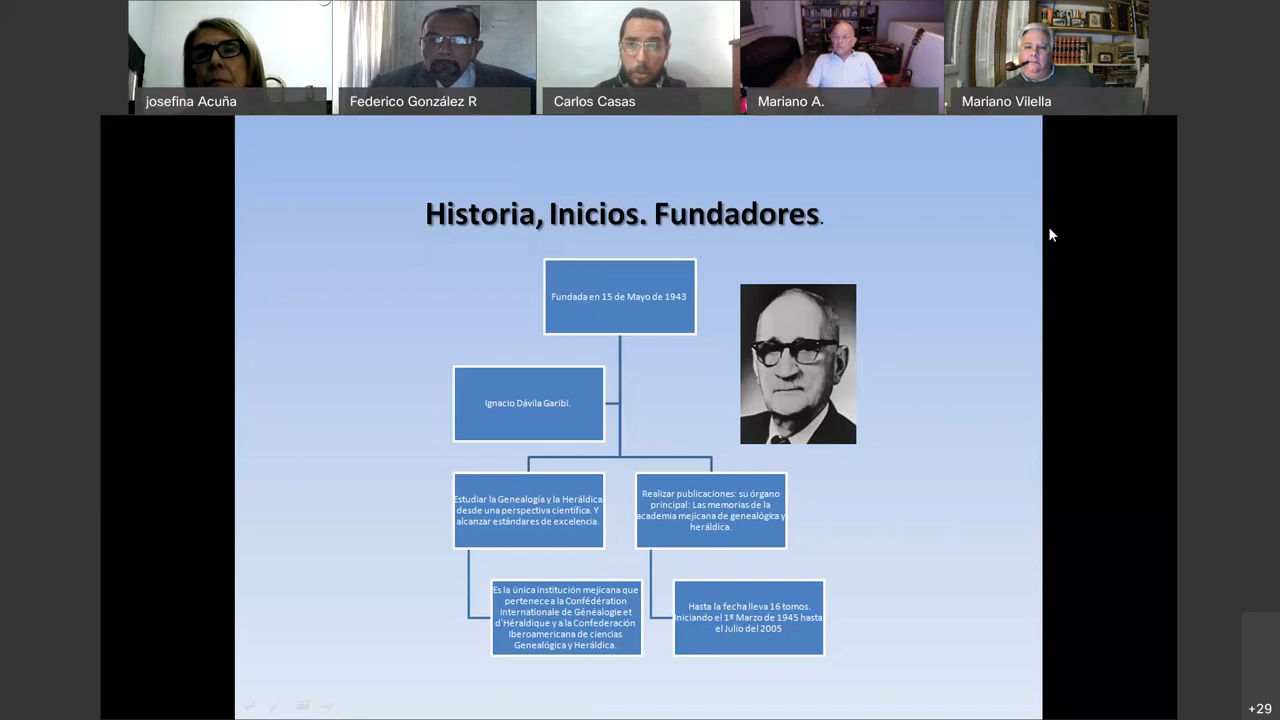 josefina Acuña
Federico González R
Carlos Casas
Mariano A.
Mariano Vilella
Historia, Inicios. Fundadores.
Fundada en 15 de Mayo de 1943
Ignacio Dávila Garibi.
Estudiar la Genealogía y la Heráldica
desde una perspectiva científica. Y
alcanzar estándares de excelencia.
Realizar publicaciones: su órgano
principal: Las memorias de la
academia mejicana de genealógica y
heráldica.
Es la única institución mejicana que
pertenece a la Confédération
Internationale de Généalogie et
d'Héraldique y a la Confederación
Iberoamericana de ciencias
Genealógica y Heráldica.
Hasta la fecha lleva 16 tomos.
Iniciando el 1º Marzo de 1945 hasta
el Julio del 2005
+29